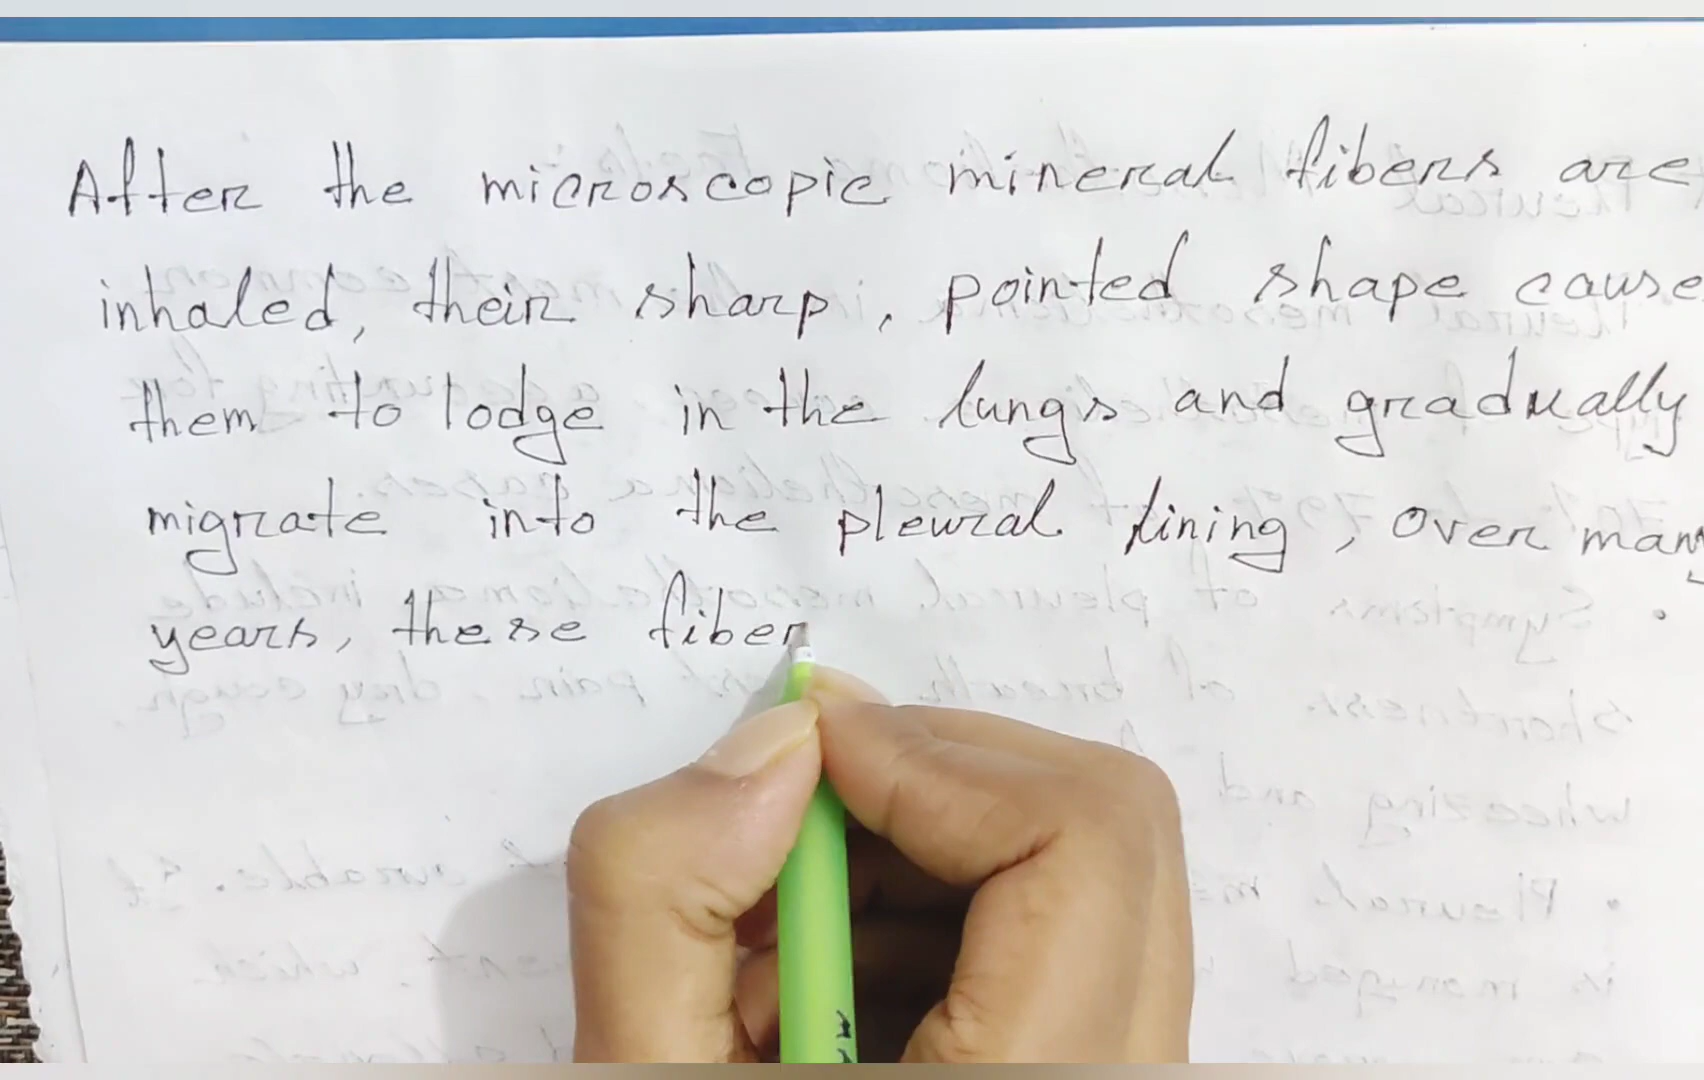 After the microscopic mineral fibers are
inhaled, their sharp, pointed shape cause
them to lodge in the lungs and gradually
migrate into the pleural lining, over many
years, these fiber